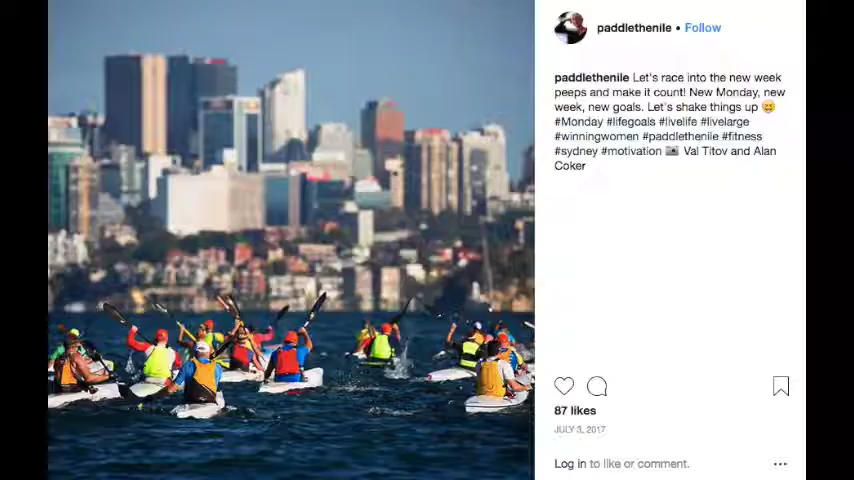 paddlethenile • Follow
paddlethenile Let's race into the new week
peeps and make it count! New Monday, new
week, new goals. Let's shake things up 😄
#Monday #lifegoals #livelife #livelarge
#winningwomen #paddlethenile #fitness
#sydney #motivation 📷 Val Titov and Alan
Coker
87 likes
JULY 3, 2017
Log in to like or comment.